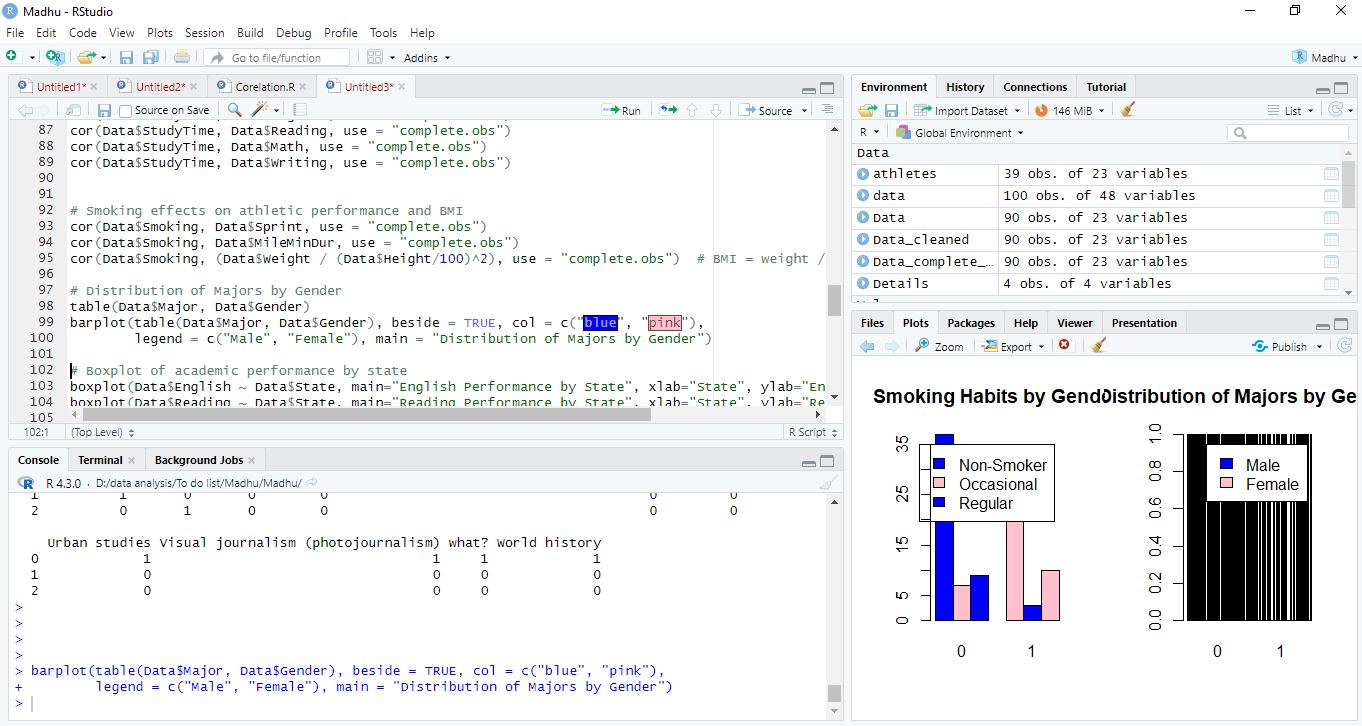 Madhu - RStudio
File Edit Code View Plots Session Build Debug Profile Tools Help
Go to file/function Addins Madhu
Untitled1* Untitled2* Corelation.R Untitled3*
Source on Save Run Source
87 cor(Data$StudyTime, Data$Reading, use = "complete.obs")
88 cor(Data$StudyTime, Data$Math, use = "complete.obs")
89 cor(Data$StudyTime, Data$Writing, use = "complete.obs")
90
91
92 # Smoking effects on athletic performance and BMI
93 cor(Data$Smoking, Data$Sprint, use = "complete.obs")
94 cor(Data$Smoking, Data$MileMinDur, use = "complete.obs")
95 cor(Data$Smoking, (Data$Weight / (Data$Height/100)^2), use = "complete.obs") # BMI = weight /
96
97 # Distribution of Majors by Gender
98 table(Data$Major, Data$Gender)
99 barplot(table(Data$Major, Data$Gender), beside = TRUE, col = c("blue", "pink"),
100 legend = c("Male", "Female"), main = "Distribution of Majors by Gender")
101
102 # Boxplot of academic performance by state
103 boxplot(Data$English ~ Data$State, main="English Performance by State", xlab="State", ylab="En
104 boxplot(Data$Reading ~ Data$State, main="Reading Performance by State", xlab="State", ylab="Re
105
102:1 (Top Level) R Script
Console Terminal Background Jobs
R 4.3.0 · D:/data analysis/To do list/Madhu/Madhu/
1 1 0 0 0 0 0
2 0 1 0 0 0 0
Urban studies Visual journalism (photojournalism) what? World history
0 1 1 1 1
1 0 0 0 0
2 0 0 0 0
>
>
>
>
> barplot(table(Data$Major, Data$Gender), beside = TRUE, col = c("blue", "pink"),
+ legend = c("Male", "Female"), main = "Distribution of Majors by Gender")
>
Environment History Connections Tutorial
Import Dataset 146 MiB List
R Global Environment
Data
athletes 39 obs. of 23 variables
data 100 obs. of 48 variables
Data 90 obs. of 23 variables
Data_cleaned 90 obs. of 23 variables
Data_complete_… 90 obs. of 23 variables
Details 4 obs. of 4 variables
Files Plots Packages Help Viewer Presentation
Zoom Export Publish
Smoking Habits by Gend
Distribution of Majors by Ge
Non-Smoker
Occasional
Regular
35
25
15
5
0
0 1
Male
Female
1.0
0.8
0.6
0.4
0.2
0.0
0 1